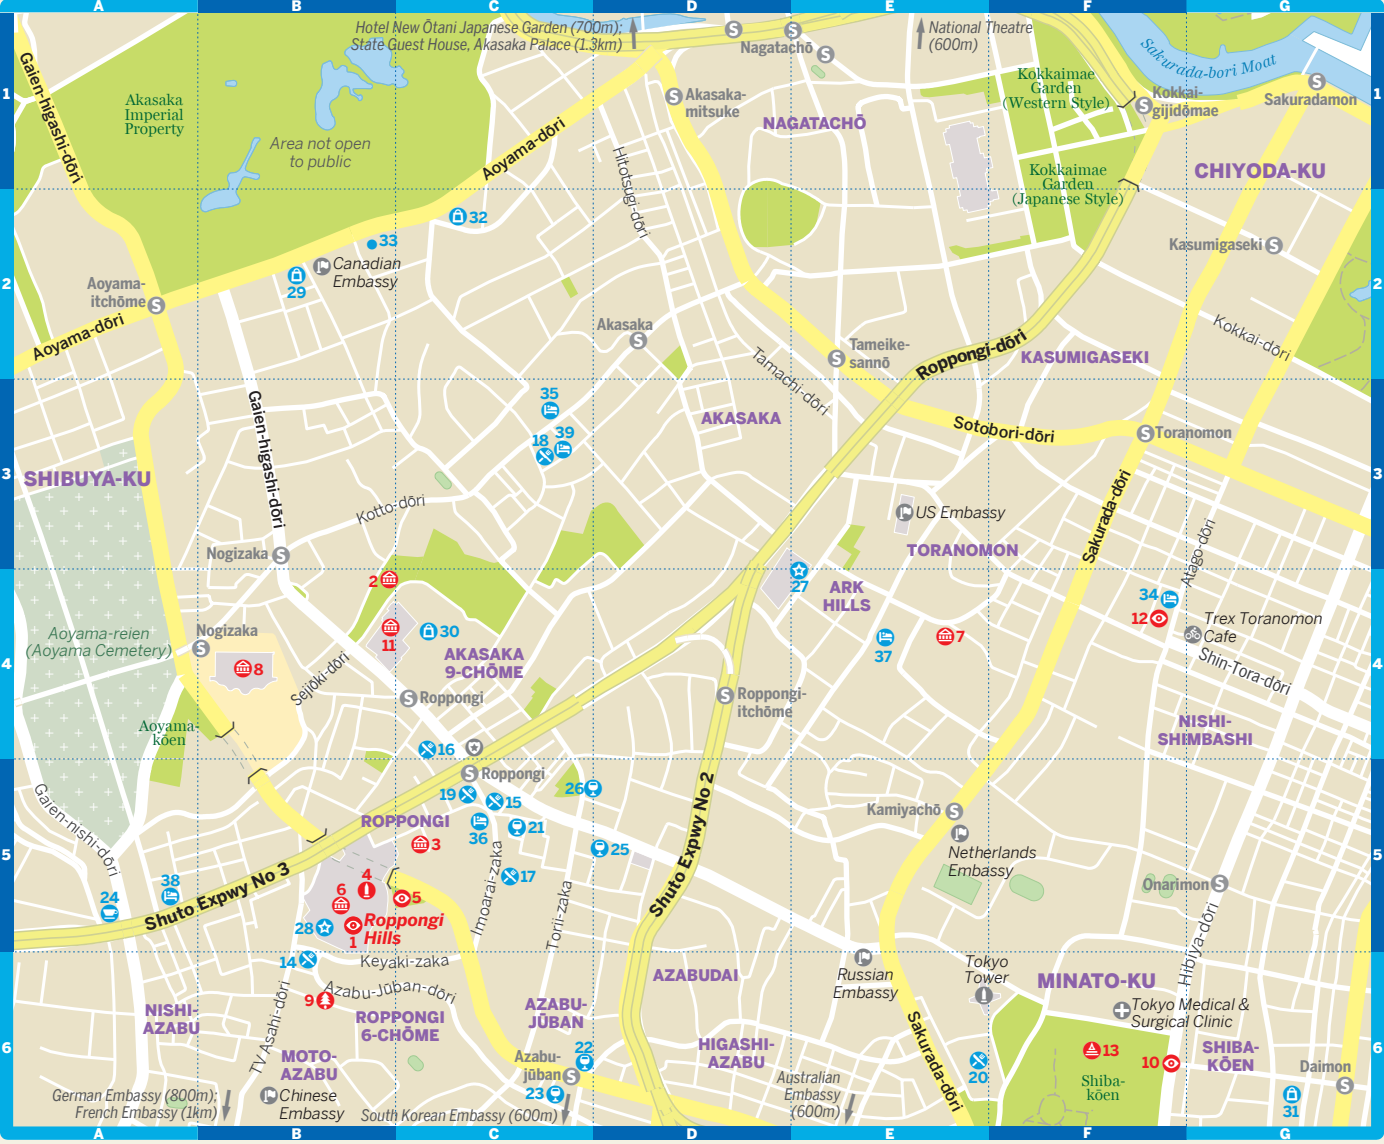 A B C D E F G
Hotel New Ōtani Japanese Garden (700m);
State Guest House, Akasaka Palace (1.3km)
Nagatachō
National Theatre
(600m)
Sakurada-bori Moat
Gaien-higashi-dōri
1
Akasaka
Imperial
Property
Area not open
to public
Aoyama-dōri
Akasaka-
mitsuke
NAGATACHŌ
Kokkaimae
Garden
(Western Style)
Kokkai-
gijidōmae
Sakuradamon
1
Hitotsugi-dōri
Kokkaimae
Garden
(Japanese Style)
CHIYODA-KU
32
33
Canadian
Embassy
29
Kasumigaseki
2
Aoyama-
itchōme
Aoyama-dōri
Akasaka
Tameike-
sannō
Roppongi-dōri
KASUMIGASEKI
Kokkai-dōri
2
Tamachi-dōri
35
39
18
AKASAKA
Sotobori-dōri
Toranomon
3
SHIBUYA-KU
Gaien-higashi-dōri
Kotto-dōri
Sakurada-dōri
3
US Embassy
TORANOMON
Atago-dōri
Nogizaka
2
27
ARK
HILLS
34
12
Trex Toranomon
Cafe
Aoyama-reien
(Aoyama Cemetery)
Nogizaka
11
30
37
7
4
8
Seijōki-dōri
AKASAKA
9-CHŌME
Shin-Tora-dōri
4
Roppongi
Roppongi-
itchōme
Aoyama-
kōen
16
NISHI-
SHIMBASHI
Roppongi
Gaien-nishi-dōri
19
15
26
Shuto Expwy No 2
Kamiyachō
ROPPONGI
36
21
3
25
Netherlands
Embassy
5
Shuto Expwy No 3
38
24
4
6
5
17
Imoarai-zaka
Torii-zaka
Onarimon
5
28
1
Roppongi
Hills
Hibiya-dōri
14
Keyaki-zaka
Azabu-Jūban-dōri
9
Russian
Embassy
Tokyo
Tower
AZABUDAI
MINATO-KU
NISHI-
AZABU
TV Asahi-dōri
ROPPONGI
6-CHŌME
AZABU-
JŪBAN
Tokyo Medical &
Surgical Clinic
Sakurada-dōri
6
MOTO-
AZABU
Azabu-
jūban
22
HIGASHI-
AZABU
20
13
10
SHIBA-
KŌEN
6
Daimon
Shiba-
kōen
German Embassy (800m);
French Embassy (1km)
Chinese
Embassy
23
South Korean Embassy (600m)
Australian
Embassy
(600m)
31
A B C D E F G